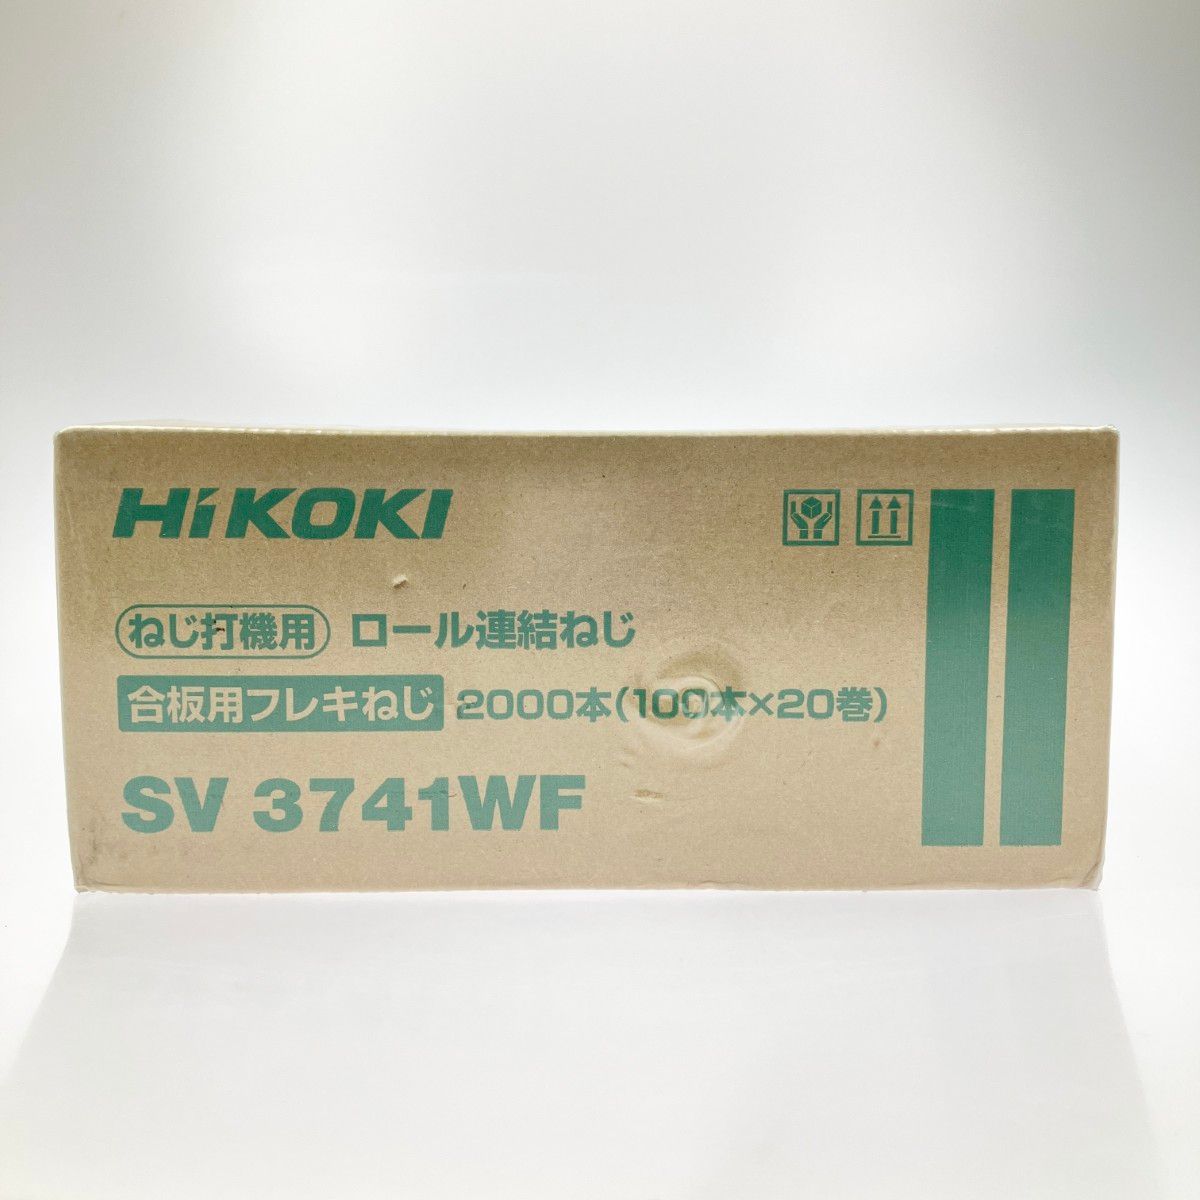 HiKOKI
ねじ打機用 ロール連結ねじ
合板用フレキねじ 2000本(100本×20巻)
SV 3741WF